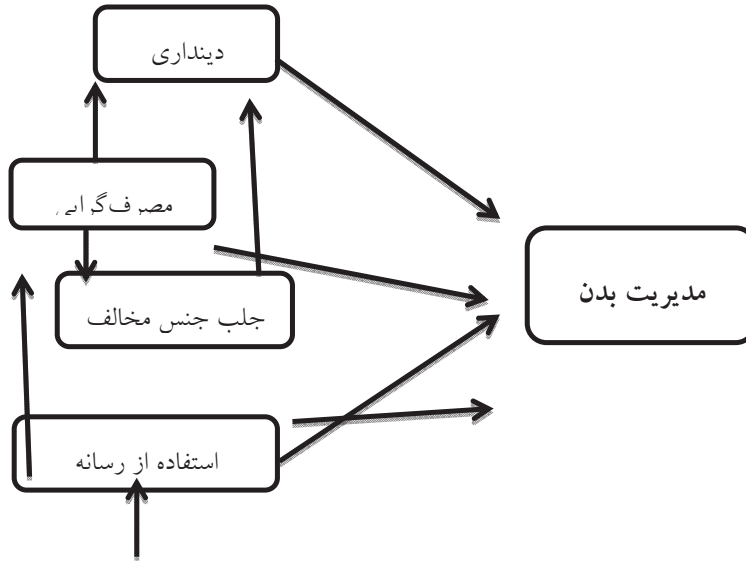 دینداری
مصرف‌گرایی
جلب جنس مخالف
مدیریت بدن
استفاده از رسانه